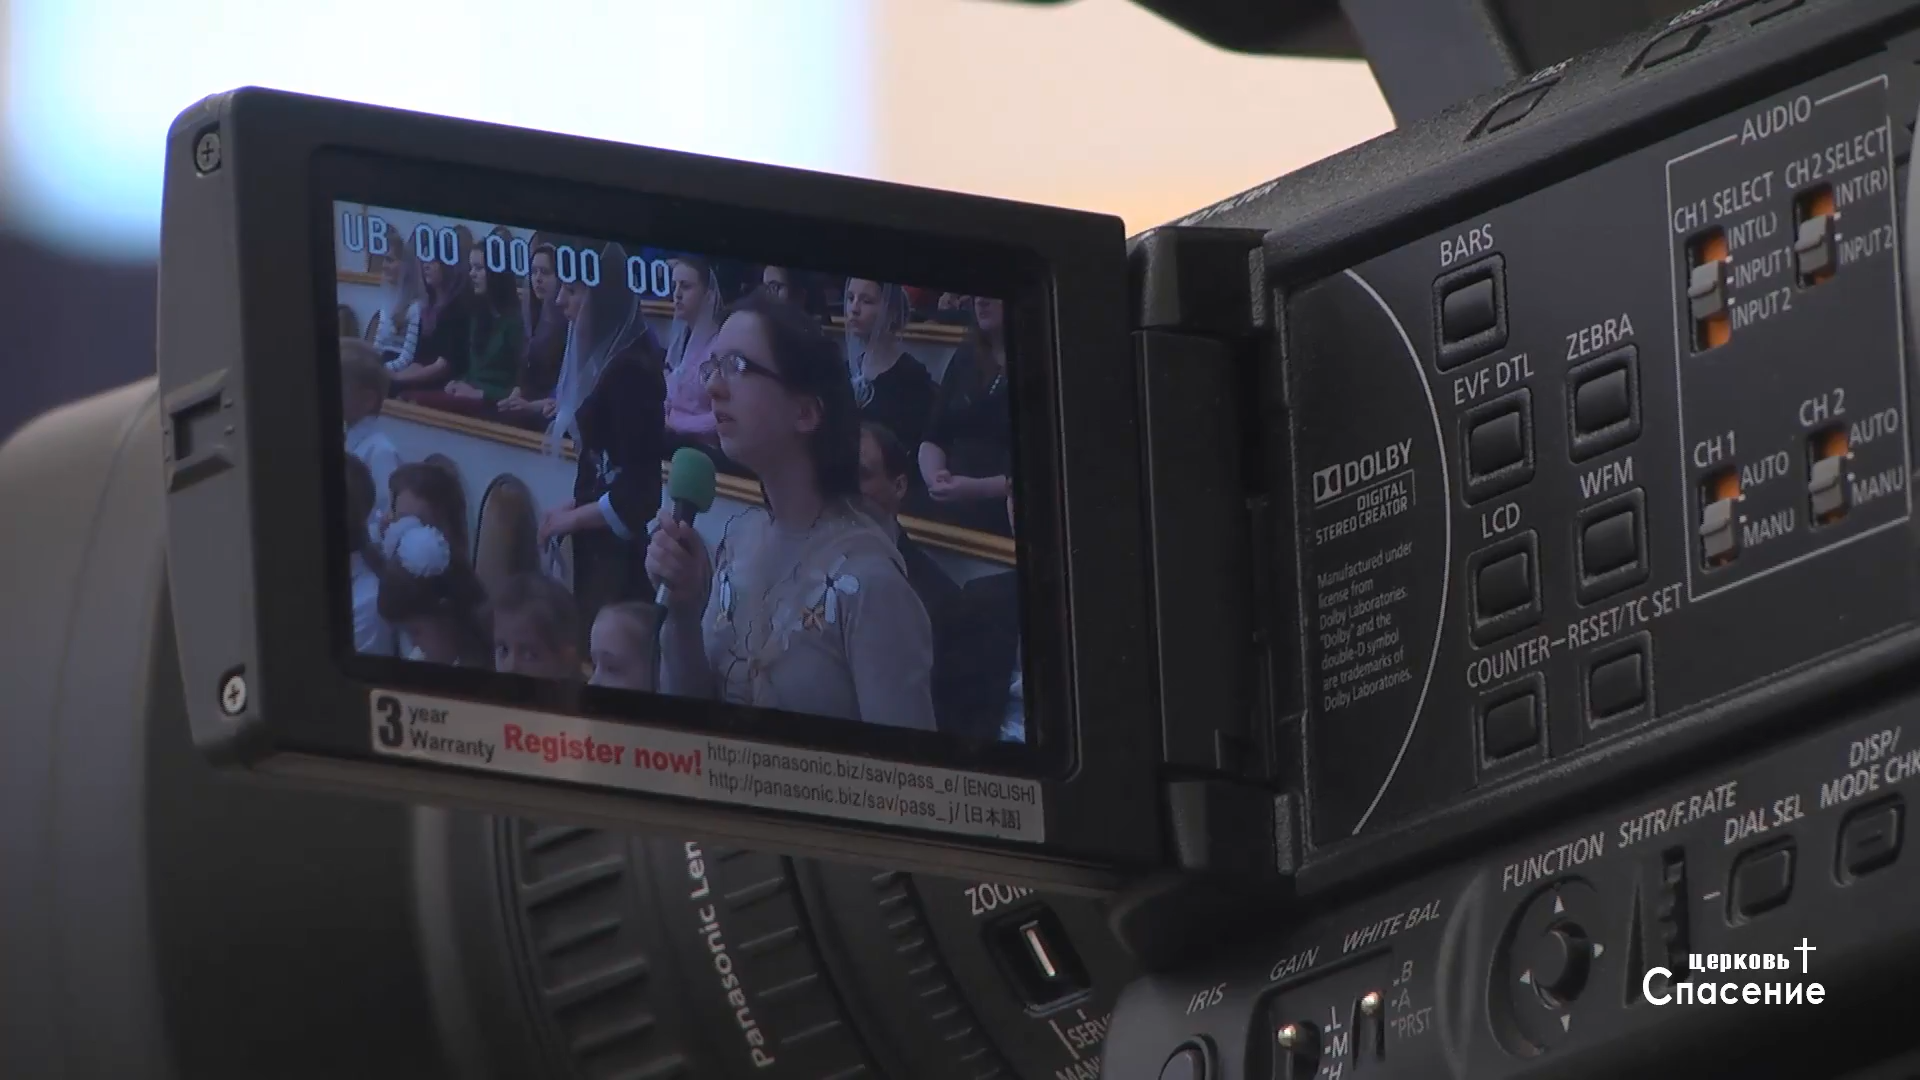 UB 00 00 00 00
3 year
Warranty
Register now!
http://panasonic.biz/sav/pass_e/ [ENGLISH]
http://panasonic.biz/sav/pass_j/ [日本語]
ND FILTER
AUDIO
CH1 SELECT
CH2 SELECT
INT(L)
INPUT 1
INPUT 2
INT(R)
INPUT 2
CH 1
CH 2
AUTO
MANU
AUTO
MANU
BARS
ZEBRA
EVF DTL
WFM
LCD
COUNTER–RESET/TC SET
DOLBY
DIGITAL
STEREO CREATOR
Manufactured under
license from
Dolby Laboratories.
"Dolby" and the
double-D symbol
are trademarks of
Dolby Laboratories.
DISP/
MODE CHK
SHTR/F.RATE
DIAL SEL
FUNCTION
WHITE BAL
GAIN
IRIS
L
M
H
B
A
PRST
ZOOM
Panasonic
церковь
Спасение